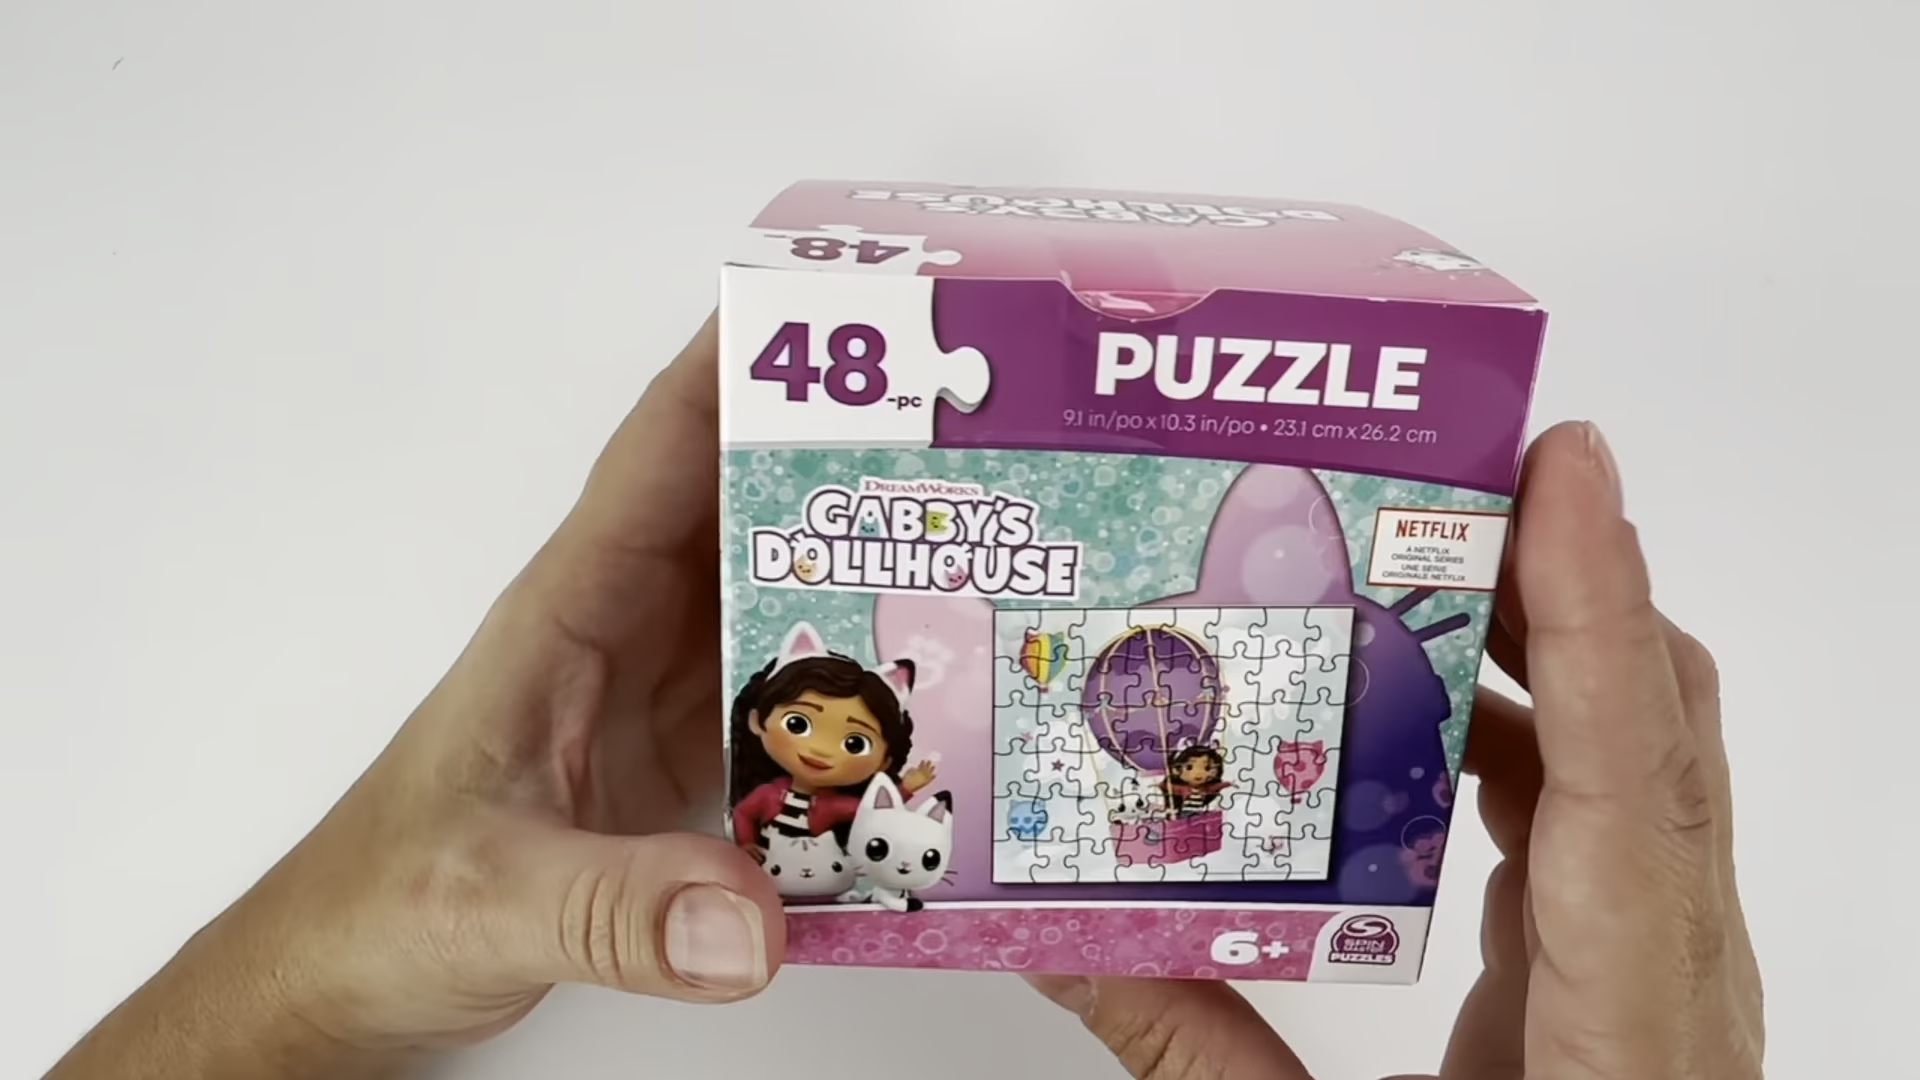 GABBY'S
DOLLHOUSE
48
48-pc
PUZZLE
9.1 in/po x 10.3 in/po • 23.1 cm x 26.2 cm
DREAMWORKS
GABBY'S
DOLLHOUSE
NETFLIX
A NETFLIX
ORIGINAL SERIES
UNE SÉRIE
ORIGINALE NETFLIX
6+
SPIN
MASTER
PUZZLES